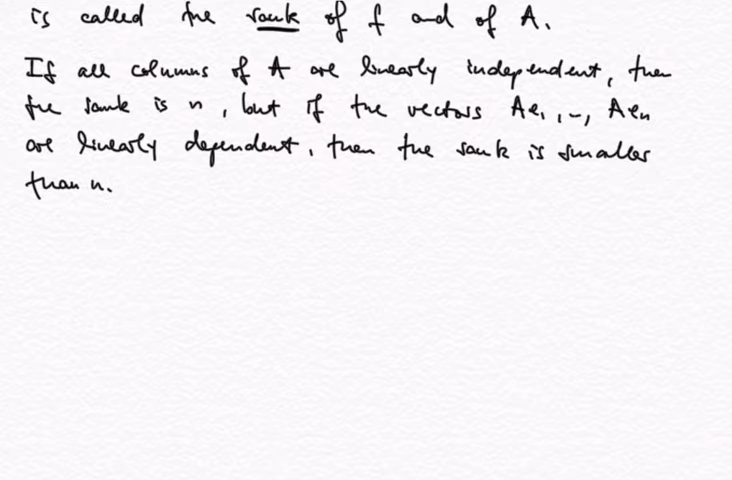 is called the rank of f and of A.
If all columns of A are linearly independent, then
the rank is n, but if the vectors Ae₁, ..., Aeₙ
are linearly dependent, then the rank is smaller
than n.